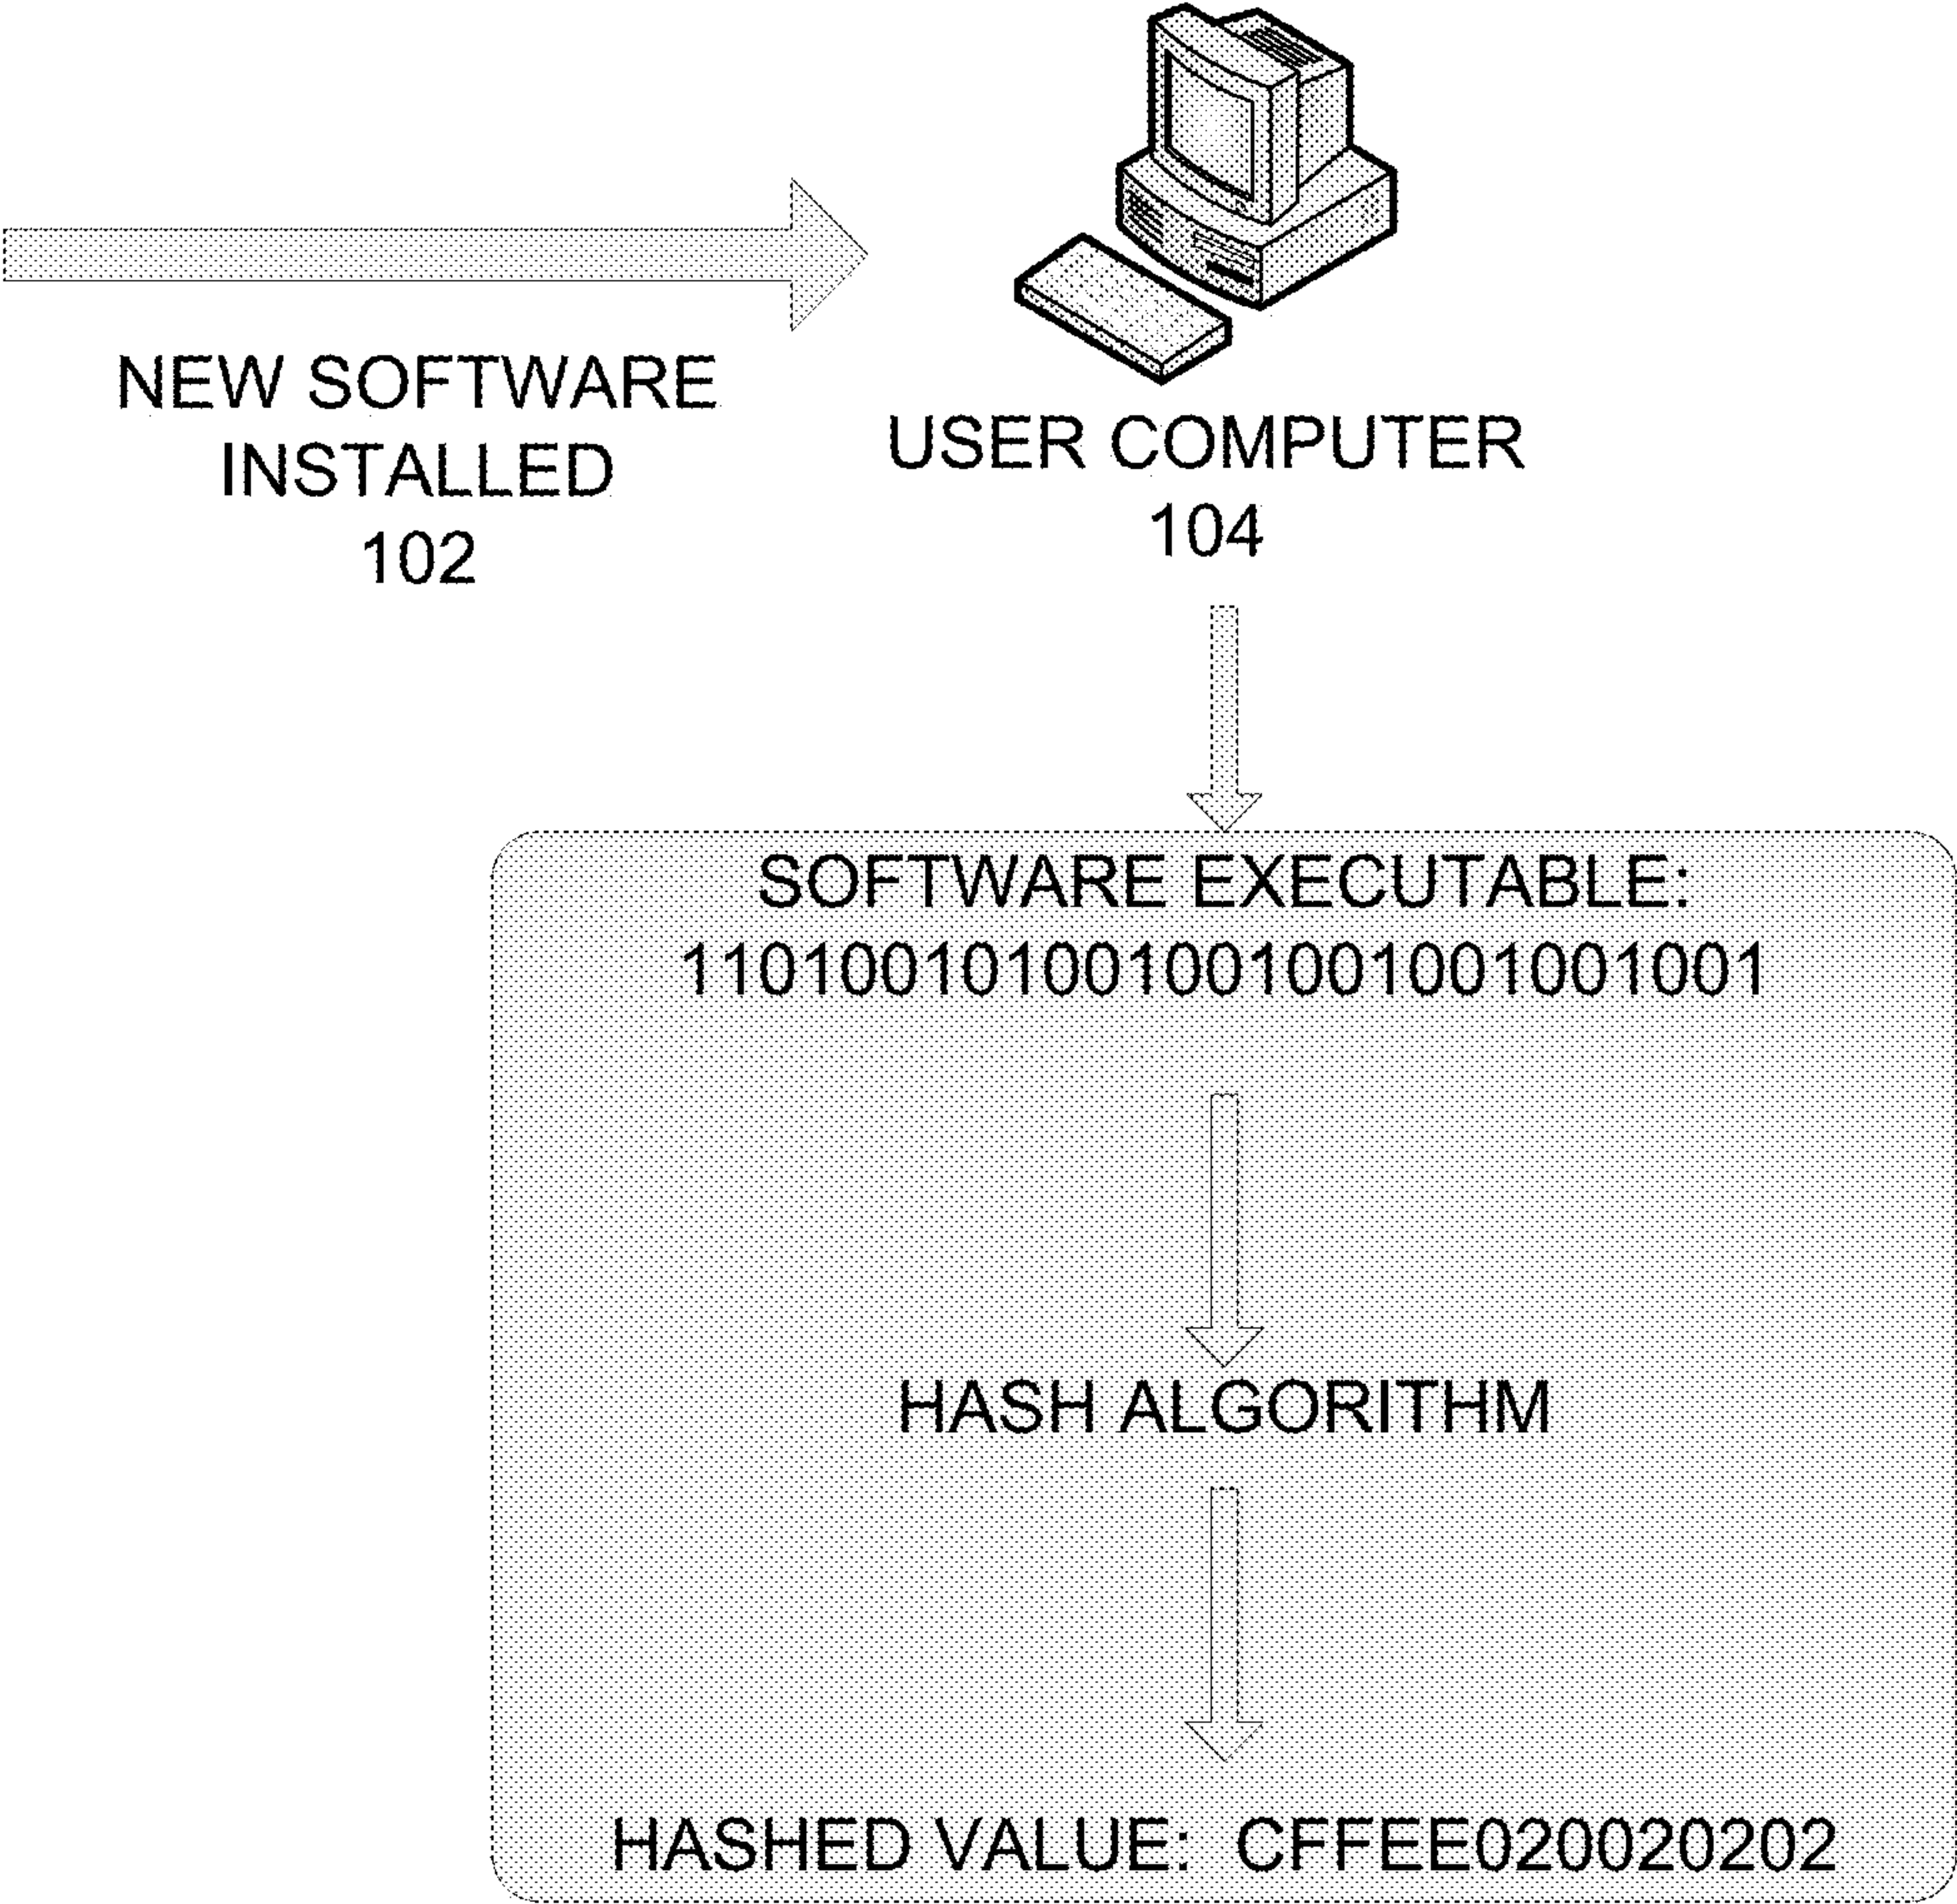 NEW SOFTWARE
INSTALLED
102
USER COMPUTER
104
SOFTWARE EXECUTABLE:
110100101001001001001001001
HASH ALGORITHM
HASHED VALUE: CFFEE020020202